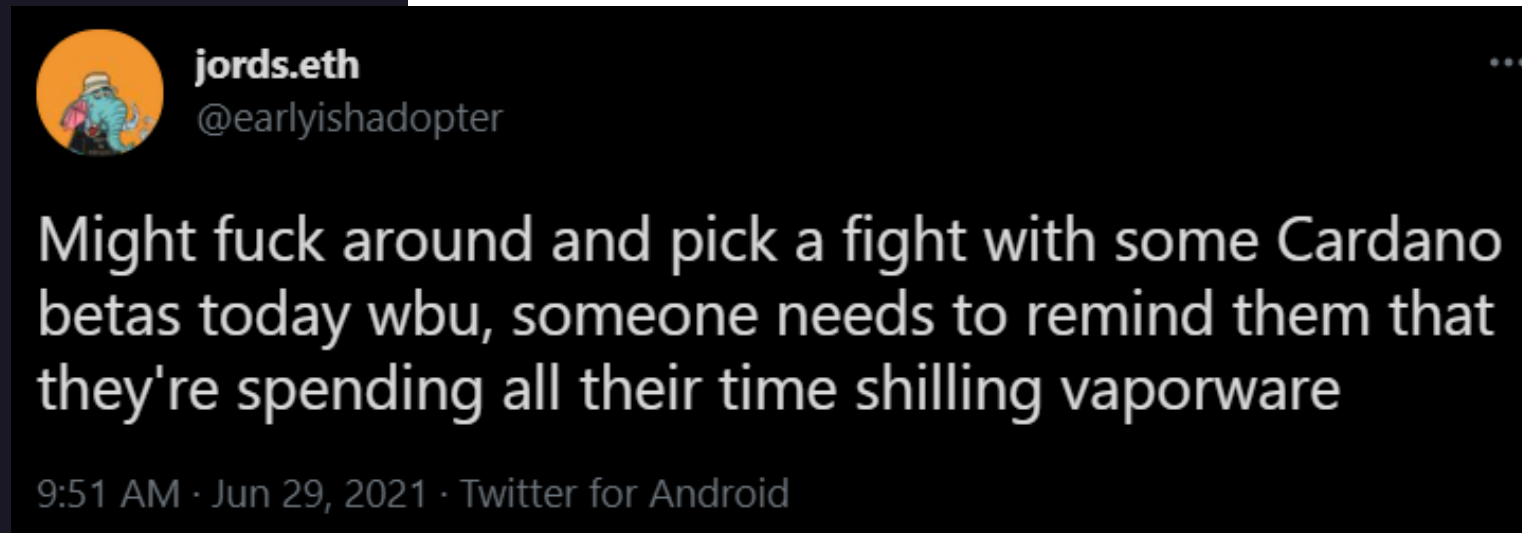 jords.eth
@earlyishadopter
Might fuck around and pick a fight with some Cardano
betas today wbu, someone needs to remind them that
they're spending all their time shilling vaporware
9:51 AM · Jun 29, 2021 · Twitter for Android